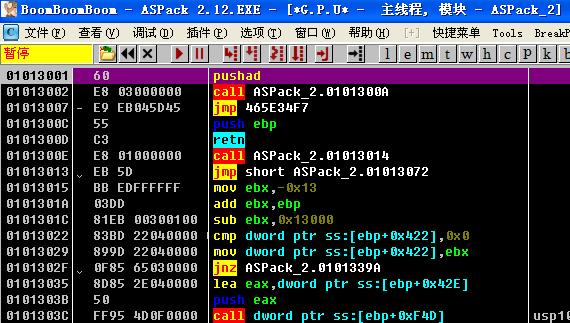 BoomBoomBoom - ASPack 2.12.EXE - [*G.P.U* - 主线程, 模块 - ASPack_2]
C 文件(F) 查看(V) 调试(D) 插件(P) 选项(T) 窗口(W) 帮助(H) [+] 快捷菜单 Tools BreakP
暂停 l e m t w h c
01013001 60 pushad
01013002 E8 03000000 call ASPack_2.0101300A
01013007 - E9 EB045D45 jmp 465E34F7
0101300C 55 push ebp
0101300D C3 retn
0101300E E8 01000000 call ASPack_2.01013014
01013013 EB 5D jmp short ASPack_2.01013072
01013015 BB EDFFFFFF mov ebx,-0x13
0101301A 03DD add ebx,ebp
0101301C 81EB 00300100 sub ebx,0x13000
01013022 83BD 22040000 cmp dword ptr ss:[ebp+0x422],0x0
01013029 899D 22040000 mov dword ptr ss:[ebp+0x422],ebx
0101302F 0F85 65030000 jnz ASPack_2.0101339A
01013035 8D85 2E040000 lea eax,dword ptr ss:[ebp+0x42E]
0101303B 50 push eax
0101303C FF95 4D0F0000 call dword ptr ss:[ebp+0xF4D] usp10